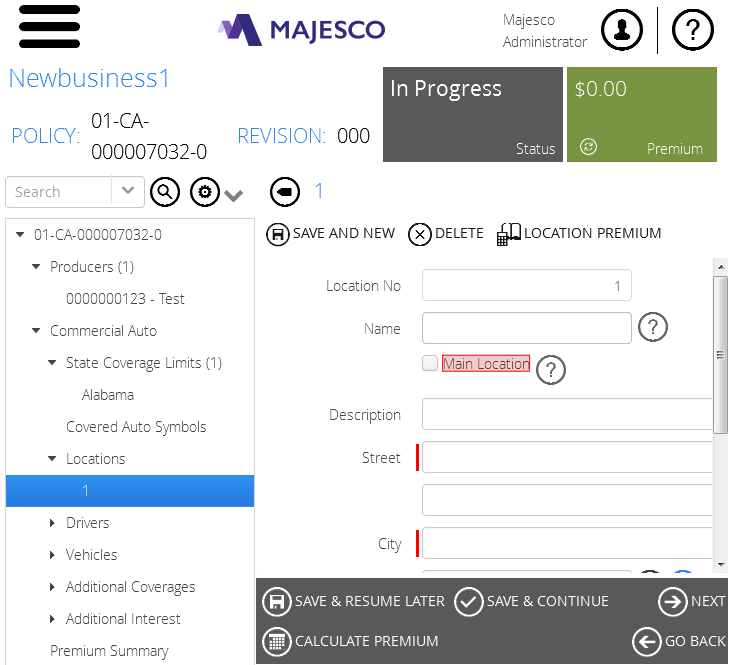 MAJESCO
Majesco
Administrator
?
Newbusiness1
POLICY: 01-CA-
000007032-0
REVISION: 000
In Progress
Status
$0.00
Premium
Search
1
SAVE AND NEW DELETE LOCATION PREMIUM
01-CA-000007032-0
Producers (1)
0000000123 - Test
Commercial Auto
State Coverage Limits (1)
Alabama
Covered Auto Symbols
Locations
1
Drivers
Vehicles
Additional Coverages
Additional Interest
Premium Summary
Location No 1
Name ?
Main Location ?
Description
Street
City
SAVE & RESUME LATER SAVE & CONTINUE NEXT
CALCULATE PREMIUM GO BACK